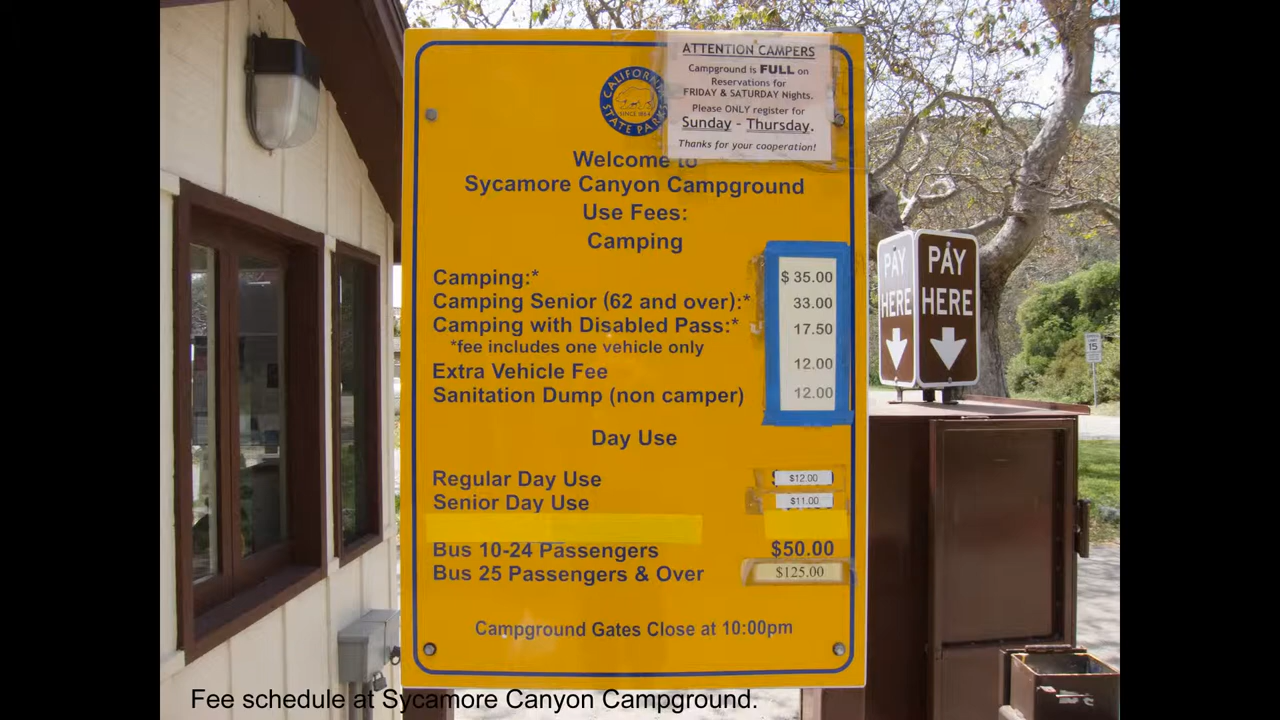 ATTENTION CAMPERS
Campground is FULL on
Reservations for
FRIDAY & SATURDAY Nights.
Please ONLY register for
Sunday - Thursday.
Thanks for your cooperation!
CALIFORNIA
SINCE 1864
STATE PARKS
Welcome to
Sycamore Canyon Campground
Use Fees:
Camping
Camping:* $ 35.00
Camping Senior (62 and over):* 33.00
Camping with Disabled Pass:* 17.50
*fee includes one vehicle only
Extra Vehicle Fee 12.00
Sanitation Dump (non camper) 12.00
Day Use
Regular Day Use $12.00
Senior Day Use $11.00
Bus 10-24 Passengers $50.00
Bus 25 Passengers & Over $125.00
Campground Gates Close at 10:00pm
PAY
HERE
PAY
HERE
15
Fee schedule at Sycamore Canyon Campground.